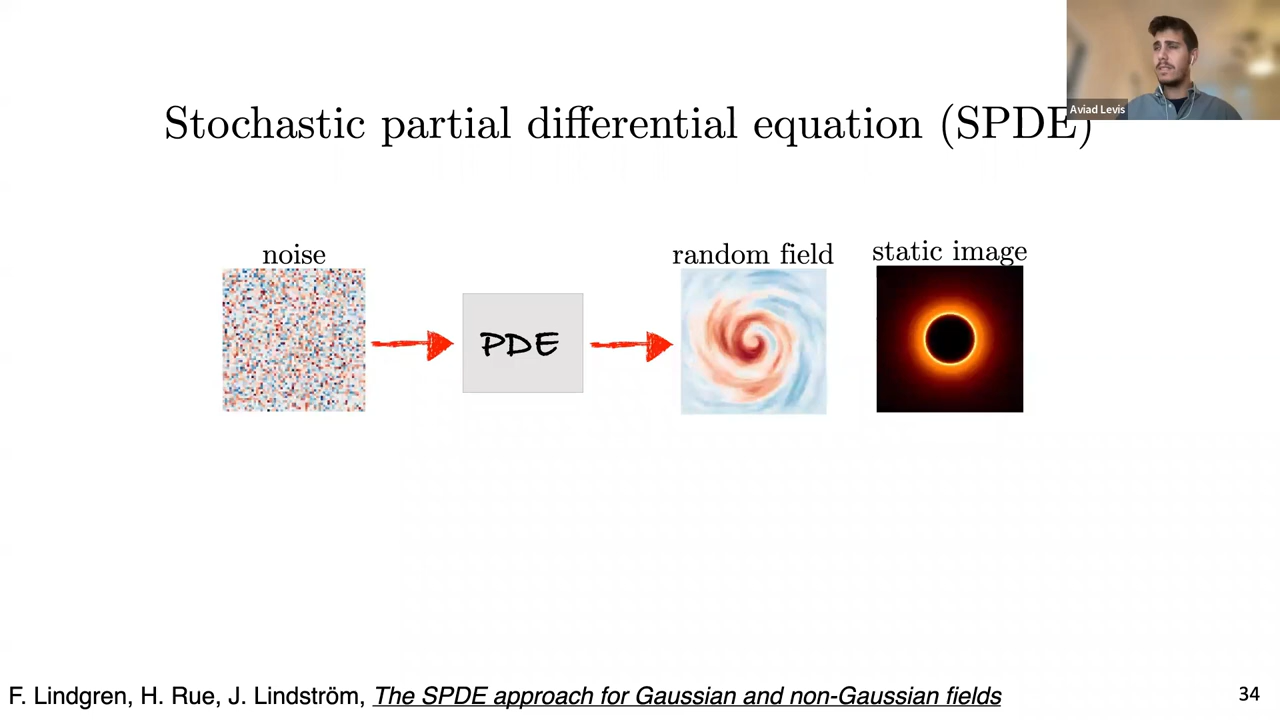 Aviad Levis
Stochastic partial differential equation (SPDE)
noise
random field
static image
PDE
F. Lindgren, H. Rue, J. Lindström, The SPDE approach for Gaussian and non-Gaussian fields
34